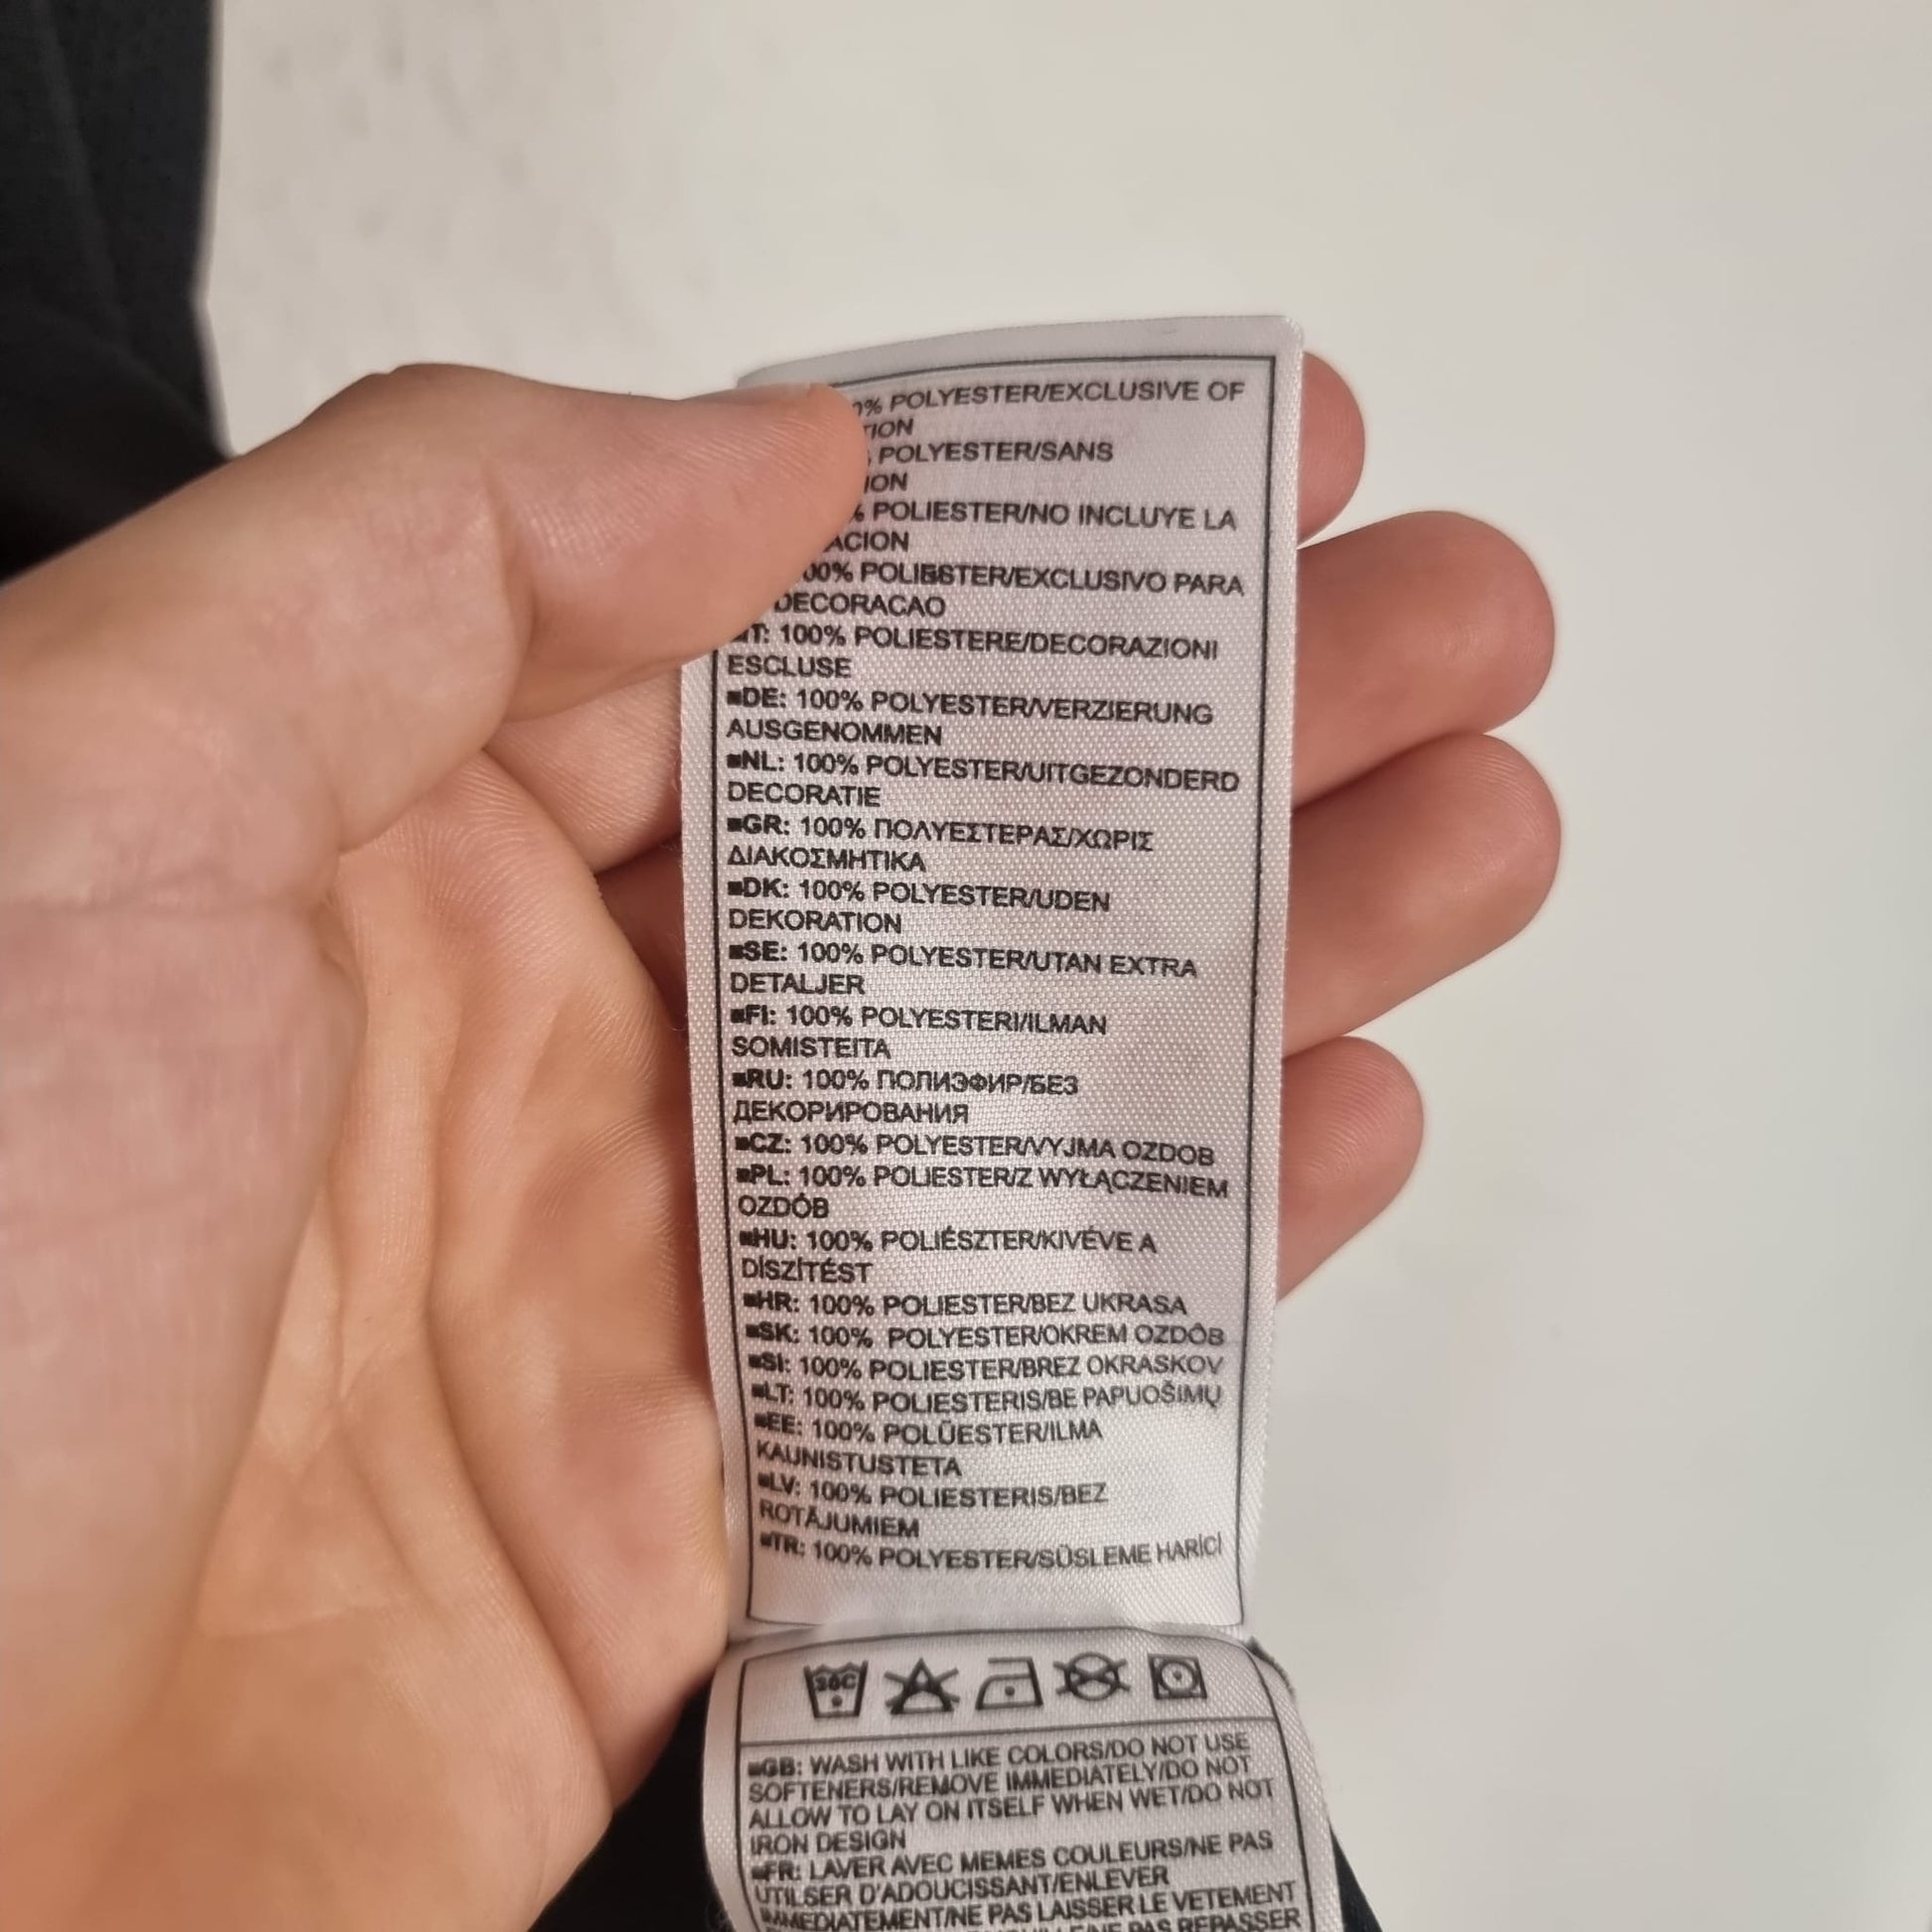 % POLYESTER/EXCLUSIVE OF
POLYESTER/SANS
% POLIESTER/NO INCLUYE LA
00% POLIESTER/EXCLUSIVO PARA
DECORACAO
IT: 100% POLIESTERE/DECORAZIONI
ESCLUSE
■DE: 100% POLYESTER/VERZIERUNG
AUSGENOMMEN
■NL: 100% POLYESTER/UITGEZONDERD
DECORATIE
■GR: 100% ΠΟΛΥΕΣΤΕΡΑΣ/ΧΩΡΙΣ
ΔΙΑΚΟΣΜΗΤΙΚΑ
■DK: 100% POLYESTER/UDEN
DEKORATION
■SE: 100% POLYESTER/UTAN EXTRA
DETALJER
■FI: 100% POLYESTERI/ILMAN
SOMISTEITA
■RU: 100% ПОЛИЭФИР/БЕЗ
ДЕКОРИРОВАНИЯ
■CZ: 100% POLYESTER/VYJMA OZDOB
■PL: 100% POLIESTER/Z WYŁĄCZENIEM
OZDÓB
■HU: 100% POLIÉSZTER/KIVÉVE A
DÍSZÍTÉST
■HR: 100% POLIESTER/BEZ UKRASA
■SK: 100% POLYESTER/OKREM OZDÔB
■SI: 100% POLIESTER/BREZ OKRASKOV
■LT: 100% POLIESTERIS/BE PAPUOŠIMŲ
■EE: 100% POLÜESTER/ILMA
KAUNISTUSTETA
■LV: 100% POLIESTERIS/BEZ
ROTĀJUMIEM
■TR: 100% POLYESTER/SÜSLEME HARİCİ
30C
■GB: WASH WITH LIKE COLORS/DO NOT USE
SOFTENERS/REMOVE IMMEDIATELY/DO NOT
ALLOW TO LAY ON ITSELF WHEN WET/DO NOT
IRON DESIGN
■FR: LAVER AVEC MEMES COULEURS/NE PAS
UTILSER D'ADOUCISSANT/ENLEVER
IMMEDIATEMENT/NE PAS LAISSER LE VETEMENT
NE PAS REPASSER